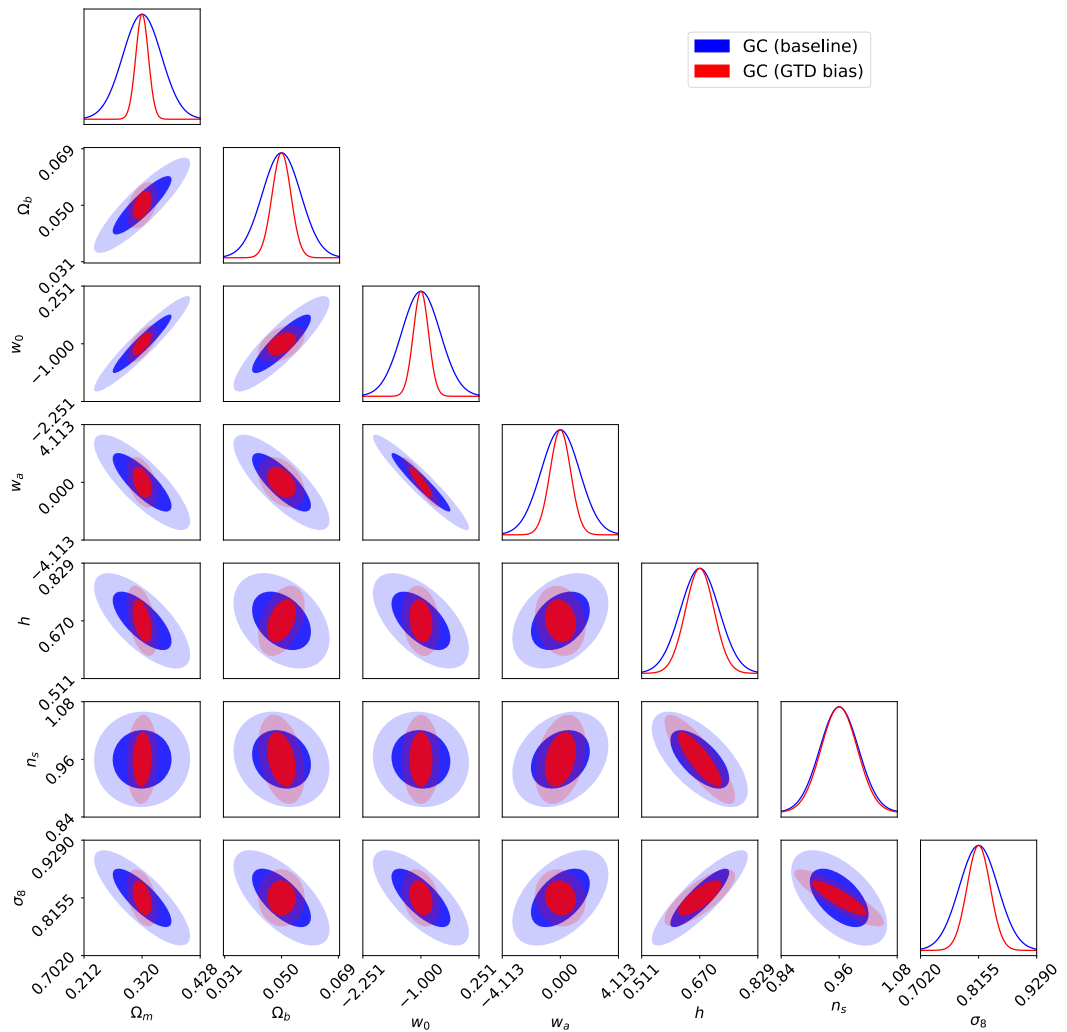 GC (baseline)
GC (GTD bias)
0.069
0.050
0.031
Ω_b
0.251
−1.000
−2.251
w_0
4.113
0.000
−4.113
w_a
0.829
0.670
0.511
h
1.08
0.96
0.84
n_s
0.9290
0.8155
0.7020
σ_8
0.212 0.320 0.428 0.031 0.050 0.069 −2.251 −1.000 0.251 −4.113 0.000 4.113 0.511 0.670 0.829 0.84 0.96 1.08 0.7020 0.8155 0.9290
Ω_m Ω_b w_0 w_a h n_s σ_8